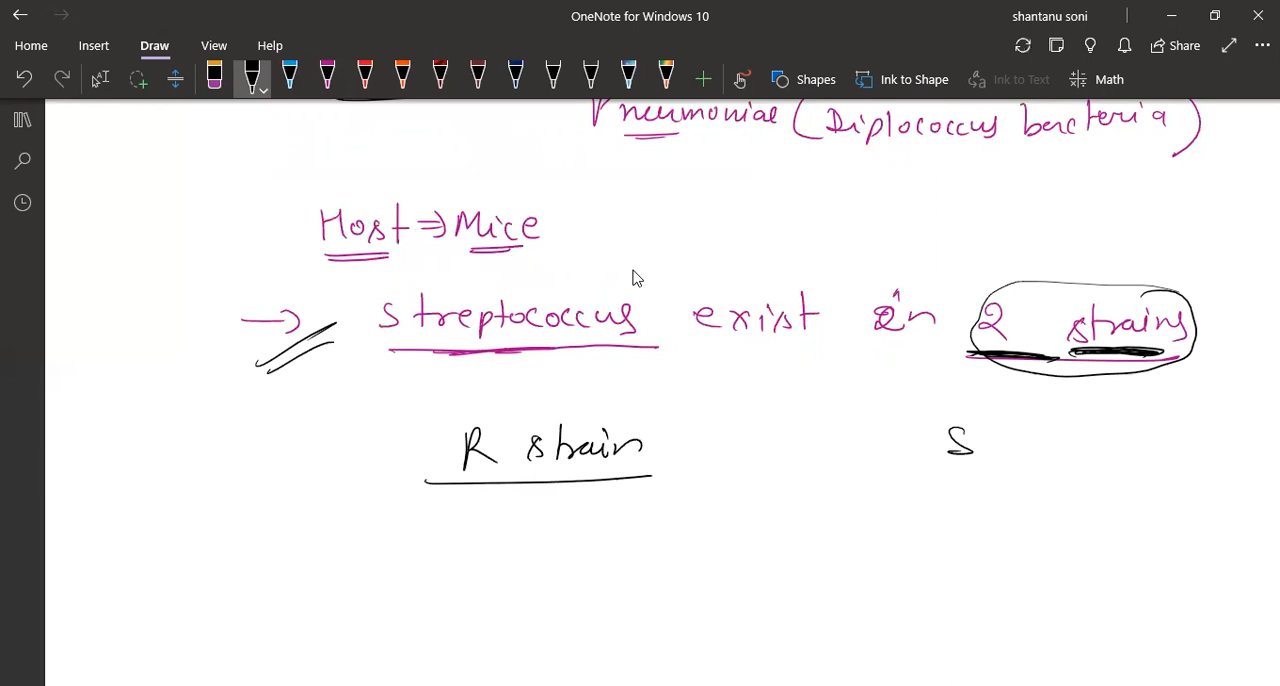 OneNote for Windows 10
shantanu soni
Home Insert Draw View Help
Share
Shapes Ink to Shape Ink to Text Math
Pneumoniae (Diplococcus bacteria)
Host ⇒ Mice
→ streptococcus exist in 2 strains
R strain S